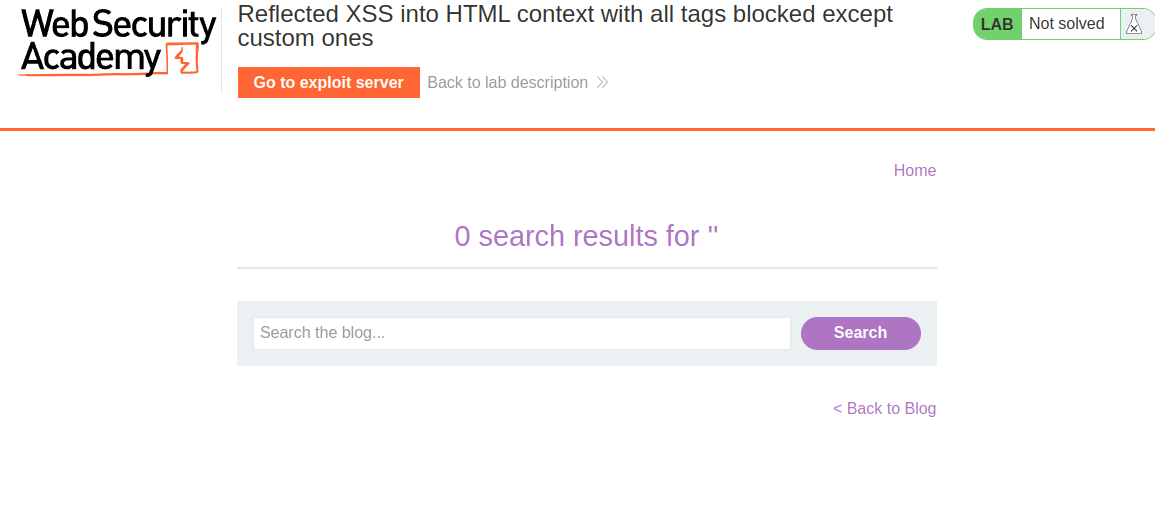 Web Security
Academy
Reflected XSS into HTML context with all tags blocked except
custom ones
LAB Not solved
Go to exploit server Back to lab description
Home
0 search results for ''
Search the blog... Search
< Back to Blog